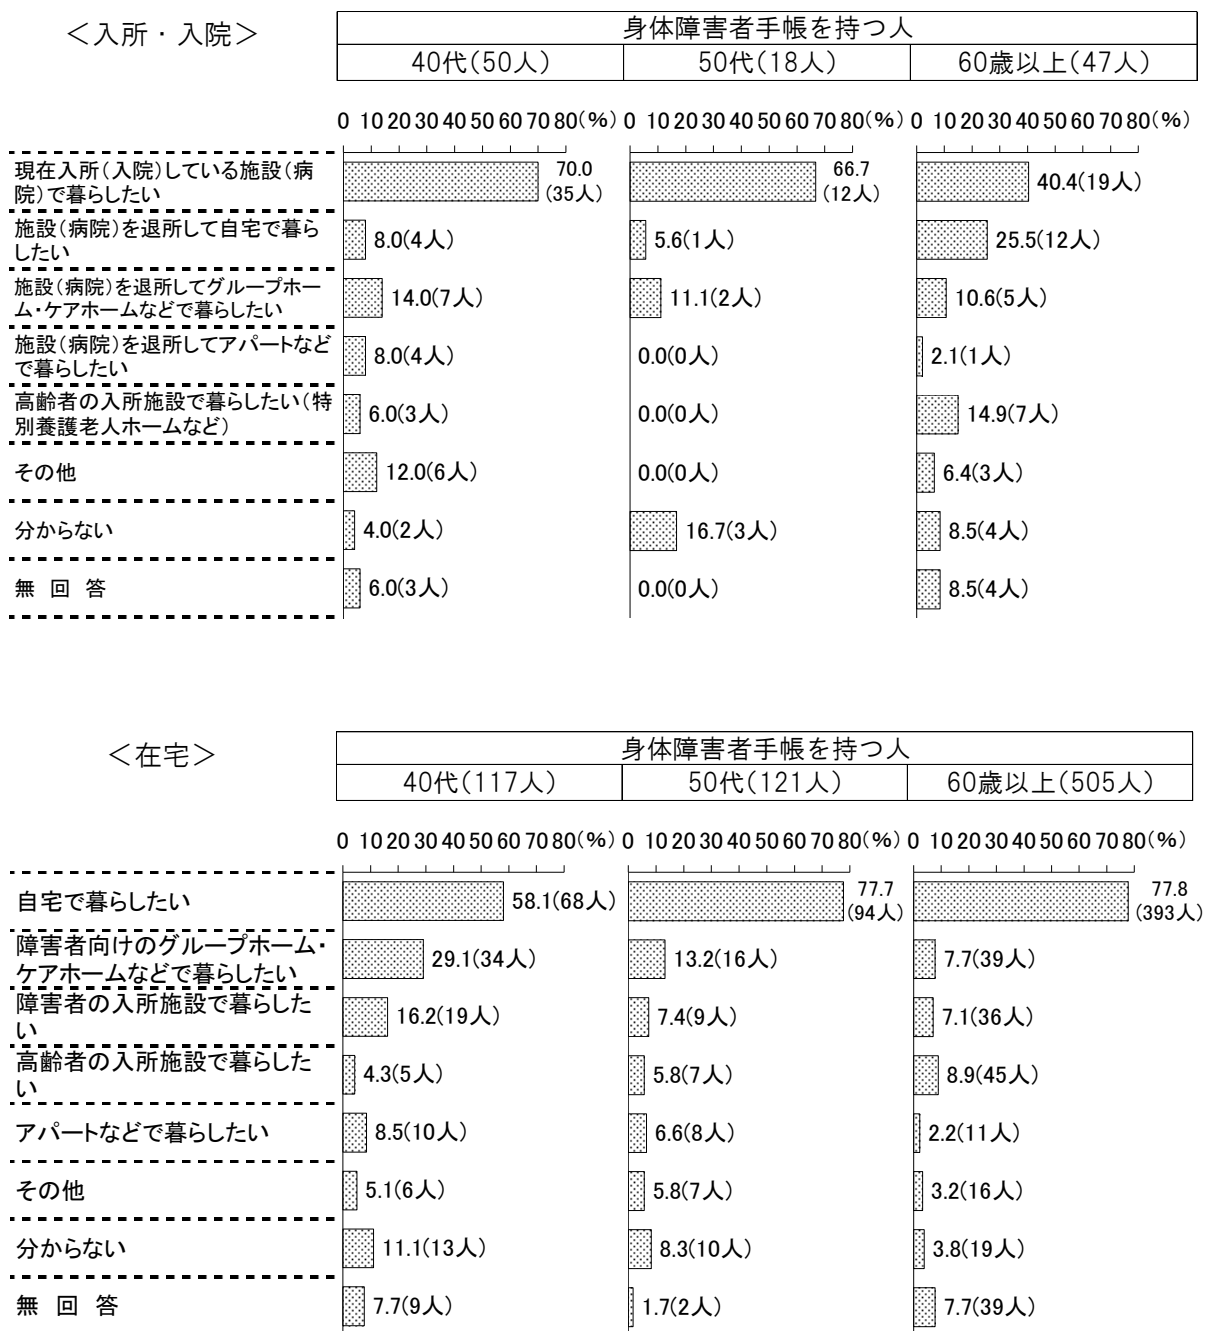 ＜入所・入院＞
身体障害者手帳を持つ人
40代(50人) 50代(18人) 60歳以上(47人)
0 10 20 30 40 50 60 70 80(%) 0 10 20 30 40 50 60 70 80(%) 0 10 20 30 40 50 60 70 80(%)
現在入所(入院)している施設(病
院)で暮らしたい
70.0
(35人)
66.7
(12人)
40.4(19人)
施設(病院)を退所して自宅で暮ら
したい
8.0(4人) 5.6(1人) 25.5(12人)
施設(病院)を退所してグループホー
ム・ケアホームなどで暮らしたい
14.0(7人) 11.1(2人) 10.6(5人)
施設(病院)を退所してアパートなど
で暮らしたい
8.0(4人) 0.0(0人) 2.1(1人)
高齢者の入所施設で暮らしたい(特
別養護老人ホームなど)
6.0(3人) 0.0(0人) 14.9(7人)
その他 12.0(6人) 0.0(0人) 6.4(3人)
分からない 4.0(2人) 16.7(3人) 8.5(4人)
無 回 答 6.0(3人) 0.0(0人) 8.5(4人)
＜在宅＞
身体障害者手帳を持つ人
40代(117人) 50代(121人) 60歳以上(505人)
0 10 20 30 40 50 60 70 80(%) 0 10 20 30 40 50 60 70 80(%) 0 10 20 30 40 50 60 70 80(%)
自宅で暮らしたい 58.1(68人)
77.7
(94人)
77.8
(393人)
障害者向けのグループホーム・
ケアホームなどで暮らしたい
29.1(34人) 13.2(16人) 7.7(39人)
障害者の入所施設で暮らした
い
16.2(19人) 7.4(9人) 7.1(36人)
高齢者の入所施設で暮らした
い
4.3(5人) 5.8(7人) 8.9(45人)
アパートなどで暮らしたい 8.5(10人) 6.6(8人) 2.2(11人)
その他 5.1(6人) 5.8(7人) 3.2(16人)
分からない 11.1(13人) 8.3(10人) 3.8(19人)
無 回 答 7.7(9人) 1.7(2人) 7.7(39人)